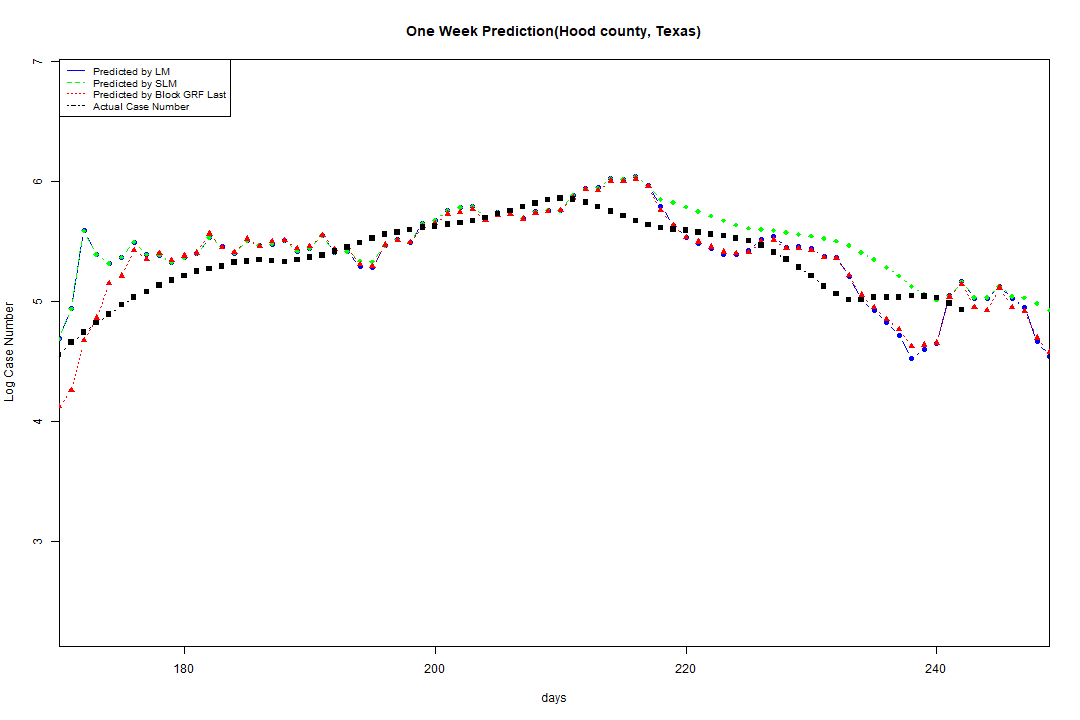 One Week Prediction(Hood county, Texas)
7
Predicted by LM
Predicted by SLM
Predicted by Block GRF Last
Actual Case Number
6
5
4
3
Log Case Number
180 200 220 240
days